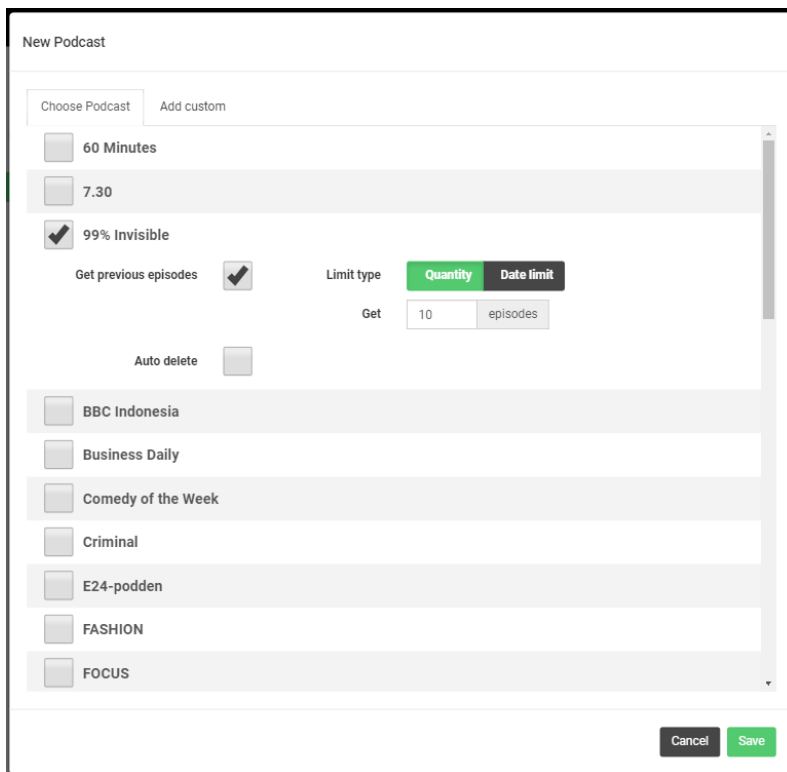 New Podcast
Choose Podcast Add custom
60 Minutes
7.30
99% Invisible
Get previous episodes Limit type Quantity Date limit
Get 10 episodes
Auto delete
BBC Indonesia
Business Daily
Comedy of the Week
Criminal
E24-podden
FASHION
FOCUS
Cancel Save